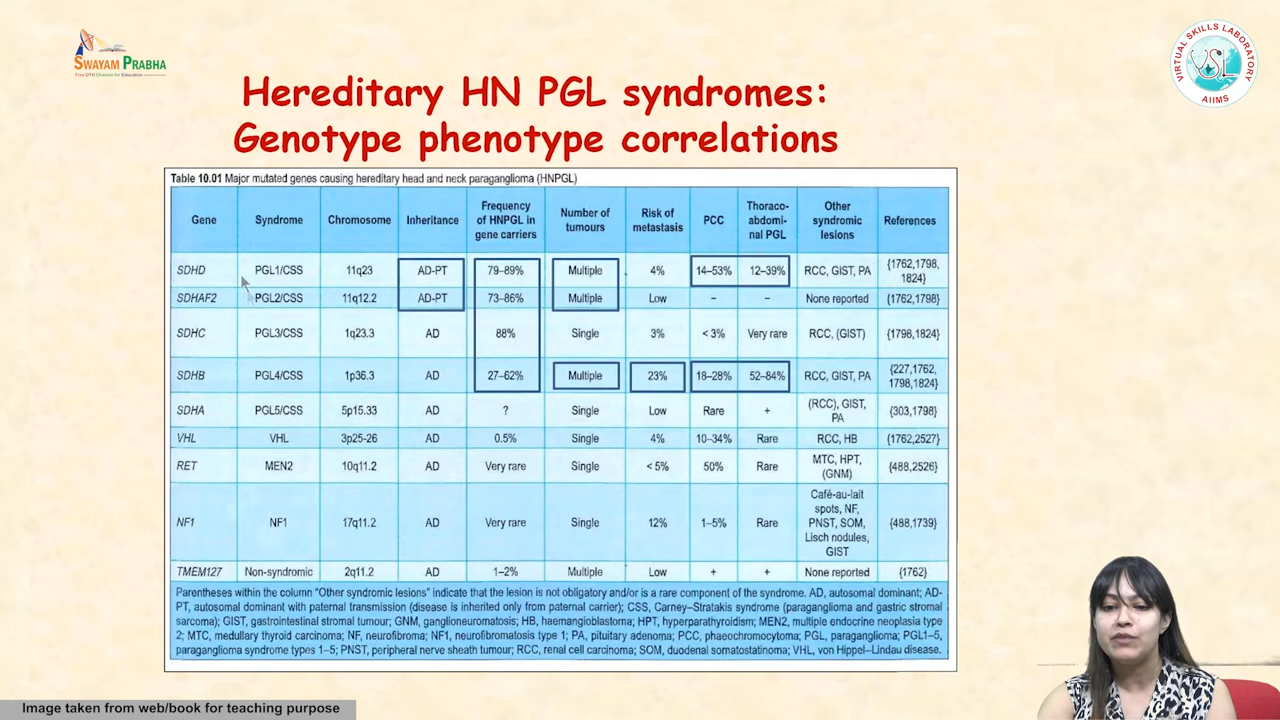 SWAYAM PRABHA
Free DTH Channel for Education
VIRTUAL SKILLS LABORATORY
VSL
AIIMS
Hereditary HN PGL syndromes:
Genotype phenotype correlations
Table 10.01 Major mutated genes causing hereditary head and neck paraganglioma (HNPGL)
Gene Syndrome Chromosome Inheritance Frequency of HNPGL in gene carriers Number of tumours Risk of metastasis PCC Thoraco-abdomi-nal PGL Other syndromic lesions References
SDHD PGL1/CSS 11q23 AD-PT 79–89% Multiple 4% 14–53% 12–39% RCC, GIST, PA {1762,1798, 1824}
SDHAF2 PGL2/CSS 11q12.2 AD-PT 73–86% Multiple Low – – None reported {1762,1798}
SDHC PGL3/CSS 1q23.3 AD 88% Single 3% < 3% Very rare RCC, (GIST) {1798,1824}
SDHB PGL4/CSS 1p36.3 AD 27–62% Multiple 23% 18–28% 52–84% RCC, GIST, PA {227,1762, 1798,1824}
SDHA PGL5/CSS 5p15.33 AD ? Single Low Rare + (RCC), GIST, PA {303,1798}
VHL VHL 3p25-26 AD 0.5% Single 4% 10–34% Rare RCC, HB {1762,2527}
RET MEN2 10q11.2 AD Very rare Single < 5% 50% Rare MTC, HPT, (GNM) {488,2526}
NF1 NF1 17q11.2 AD Very rare Single 12% 1–5% Rare Café-au-lait spots, NF, PNST, SOM, Lisch nodules, GIST {488,1739}
TMEM127 Non-syndromic 2q11.2 AD 1–2% Multiple Low + + None reported {1762}
Parentheses within the column "Other syndromic lesions" indicate that the lesion is not obligatory and/or is a rare component of the syndrome. AD, autosomal dominant; AD-
PT, autosomal dominant with paternal transmission (disease is inherited only from paternal carrier); CSS, Carney–Stratakis syndrome (paraganglioma and gastric stromal
sarcoma); GIST, gastrointestinal stromal tumour; GNM, ganglioneuromatosis; HB, haemangioblastoma; HPT, hyperparathyroidism; MEN2, multiple endocrine neoplasia type
2; MTC, medullary thyroid carcinoma; NF, neurofibroma; NF1, neurofibromatosis type 1; PA, pituitary adenoma; PCC, phaeochromocytoma; PGL, paraganglioma; PGL1–5,
paraganglioma syndrome types 1–5; PNST, peripheral nerve sheath tumour; RCC, renal cell carcinoma; SOM, duodenal somatostatinoma; VHL, von Hippel–Lindau disease.
Image taken from web/book for teaching purpose